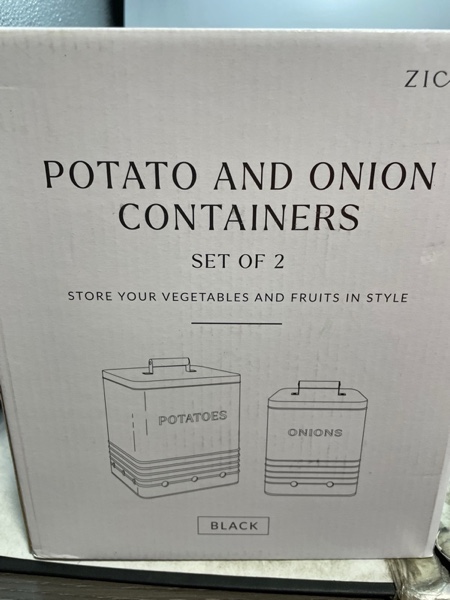 ZIC
POTATO AND ONION
CONTAINERS
SET OF 2
STORE YOUR VEGETABLES AND FRUITS IN STYLE
POTATOES
ONIONS
BLACK